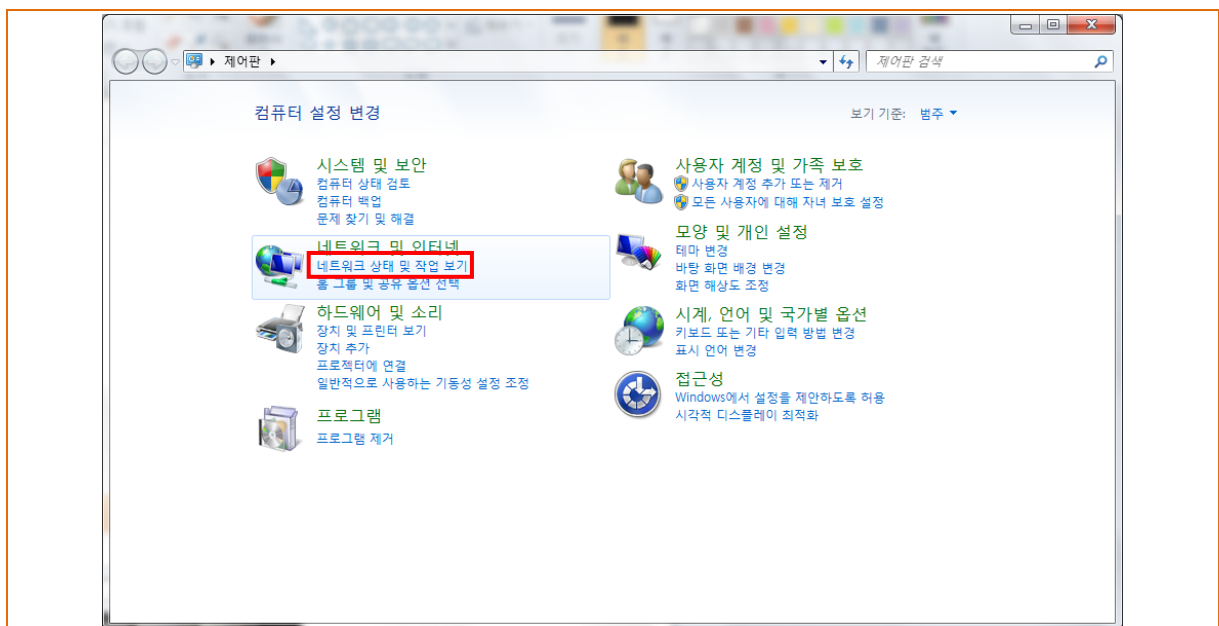 제어판
제어판 검색
컴퓨터 설정 변경
보기 기준: 범주
시스템 및 보안
컴퓨터 상태 검토
컴퓨터 백업
문제 찾기 및 해결
네트워크 및 인터넷
네트워크 상태 및 작업 보기
홈 그룹 및 공유 옵션 선택
하드웨어 및 소리
장치 및 프린터 보기
장치 추가
프로젝터에 연결
일반적으로 사용하는 기동성 설정 조정
프로그램
프로그램 제거
사용자 계정 및 가족 보호
사용자 계정 추가 또는 제거
모든 사용자에 대해 자녀 보호 설정
모양 및 개인 설정
테마 변경
바탕 화면 배경 변경
화면 해상도 조정
시계, 언어 및 국가별 옵션
키보드 또는 기타 입력 방법 변경
표시 언어 변경
접근성
Windows에서 설정을 제안하도록 허용
시각적 디스플레이 최적화